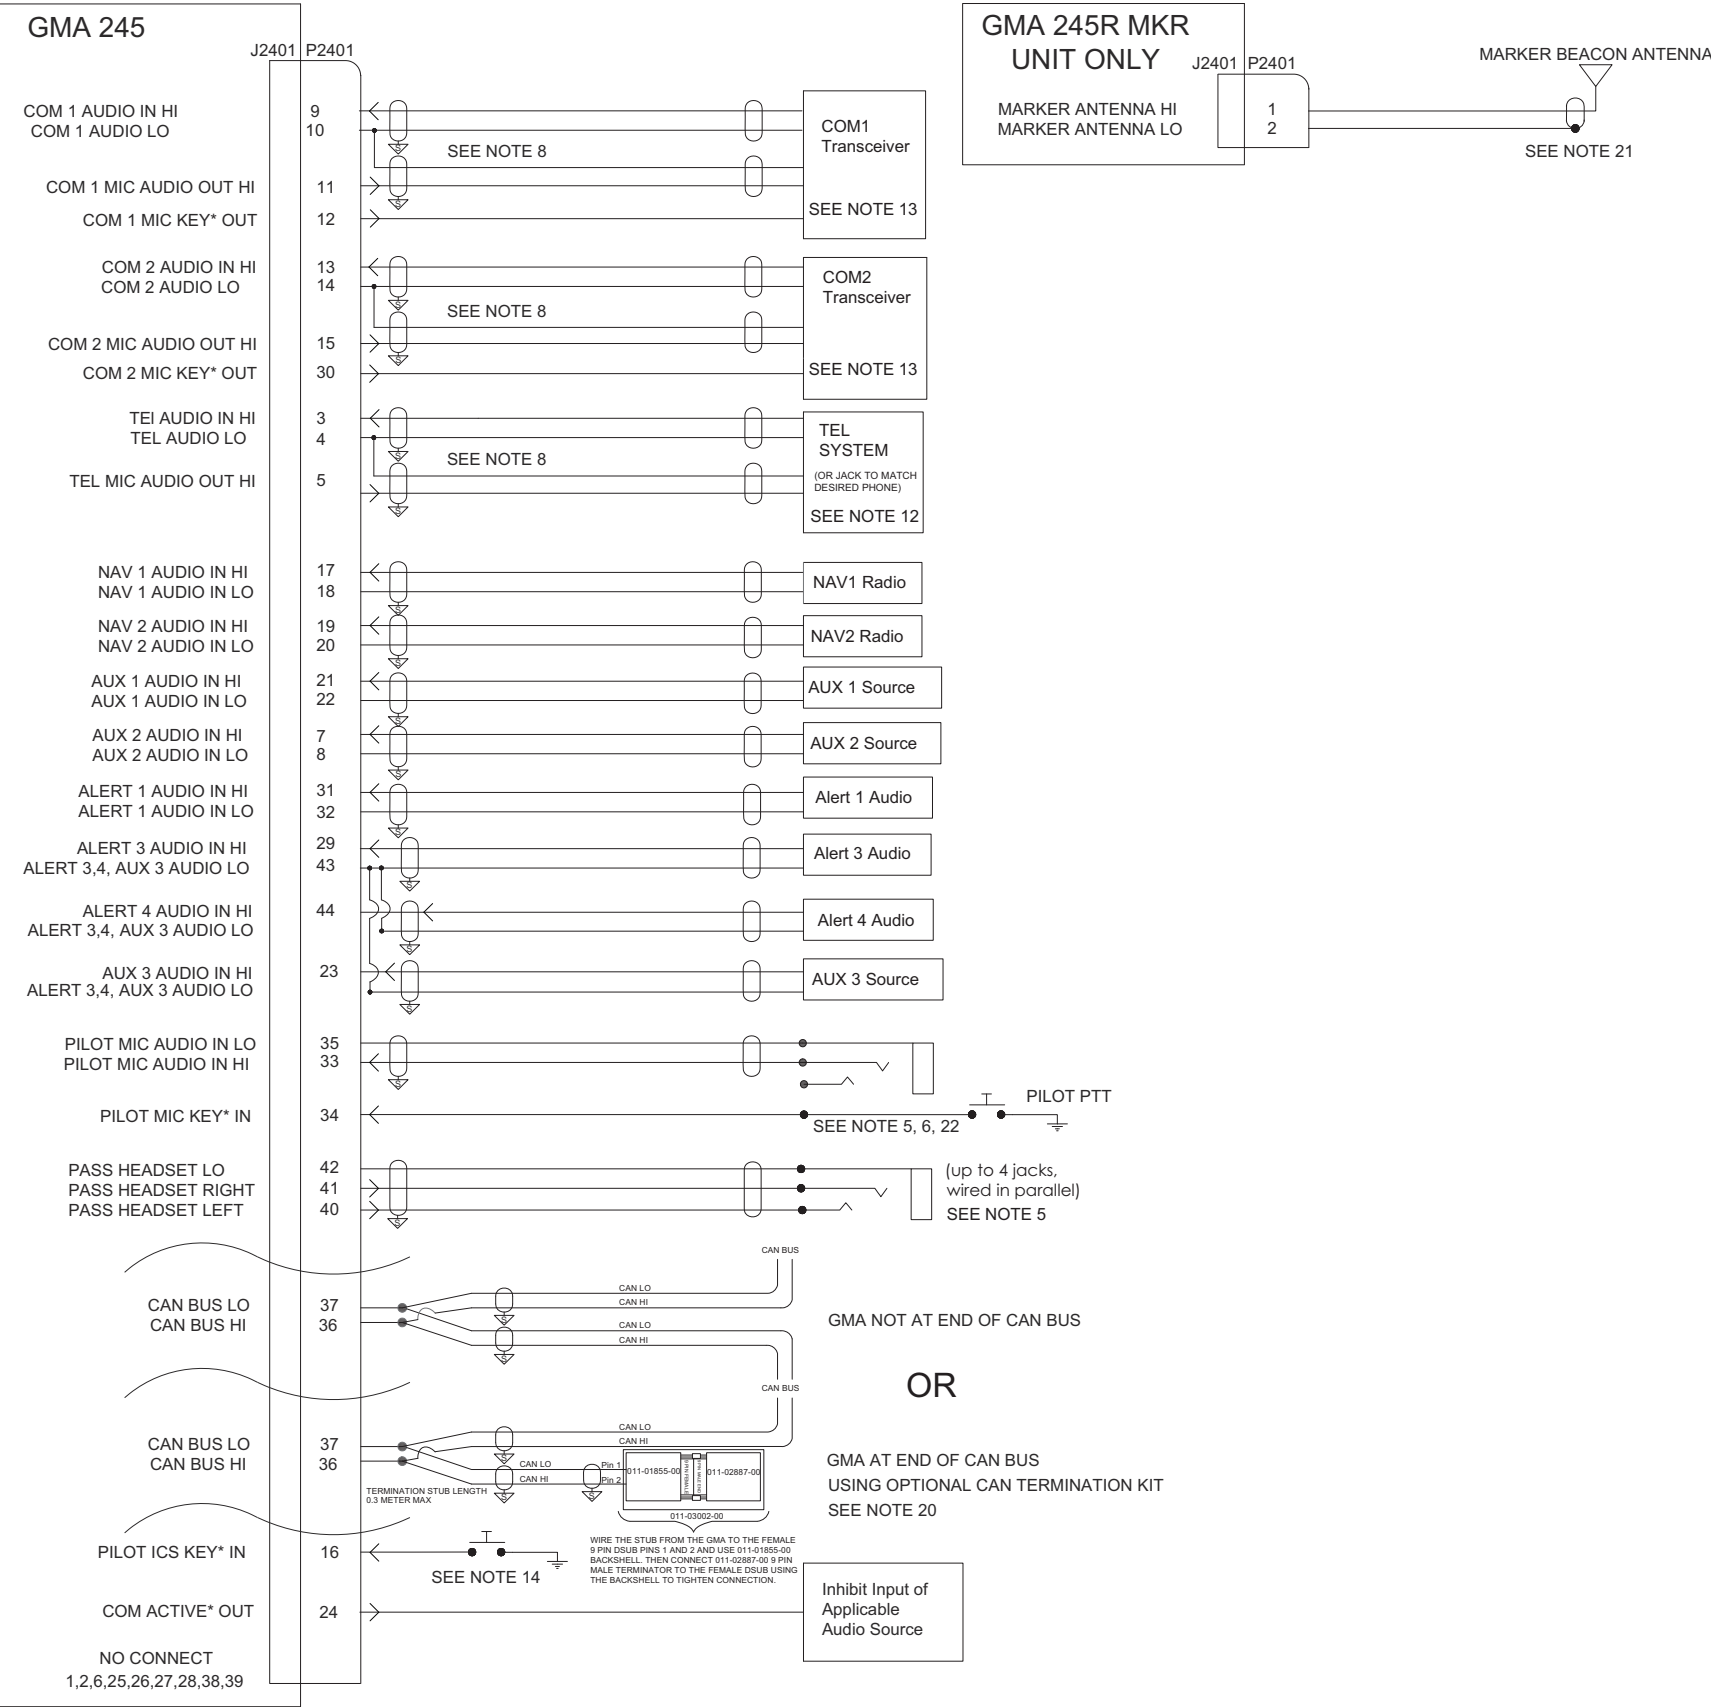 GMA 245
J2401 P2401
COM 1 AUDIO IN HI 9
COM 1 AUDIO LO 10
SEE NOTE 8
COM 1 MIC AUDIO OUT HI 11
COM 1 MIC KEY* OUT 12
COM1
Transceiver
SEE NOTE 13
COM 2 AUDIO IN HI 13
COM 2 AUDIO LO 14
SEE NOTE 8
COM 2 MIC AUDIO OUT HI 15
COM 2 MIC KEY* OUT 30
COM2
Transceiver
SEE NOTE 13
TEI AUDIO IN HI 3
TEL AUDIO LO 4
SEE NOTE 8
TEL MIC AUDIO OUT HI 5
TEL
SYSTEM
(OR JACK TO MATCH
DESIRED PHONE)
SEE NOTE 12
NAV 1 AUDIO IN HI 17
NAV 1 AUDIO IN LO 18
NAV1 Radio
NAV 2 AUDIO IN HI 19
NAV 2 AUDIO IN LO 20
NAV2 Radio
AUX 1 AUDIO IN HI 21
AUX 1 AUDIO IN LO 22
AUX 1 Source
AUX 2 AUDIO IN HI 7
AUX 2 AUDIO IN LO 8
AUX 2 Source
ALERT 1 AUDIO IN HI 31
ALERT 1 AUDIO IN LO 32
Alert 1 Audio
ALERT 3 AUDIO IN HI 29
ALERT 3,4, AUX 3 AUDIO LO 43
Alert 3 Audio
ALERT 4 AUDIO IN HI 44
ALERT 3,4, AUX 3 AUDIO LO
Alert 4 Audio
AUX 3 AUDIO IN HI 23
ALERT 3,4, AUX 3 AUDIO LO
AUX 3 Source
PILOT MIC AUDIO IN LO 35
PILOT MIC AUDIO IN HI 33
PILOT MIC KEY* IN 34
PILOT PTT
SEE NOTE 5, 6, 22
PASS HEADSET LO 42
PASS HEADSET RIGHT 41
PASS HEADSET LEFT 40
(up to 4 jacks,
wired in parallel)
SEE NOTE 5
CAN BUS
CAN LO
CAN HI
CAN BUS LO 37
CAN BUS HI 36
CAN LO
CAN HI
GMA NOT AT END OF CAN BUS
OR
CAN BUS
CAN LO
CAN HI
CAN BUS LO 37
CAN BUS HI 36
CAN LO
CAN HI
Pin 1
Pin 2
011-01855-00
9 PIN FEMALE
9 PIN MALE END
011-02887-00
TERMINATION STUB LENGTH
0.3 METER MAX
011-03002-00
GMA AT END OF CAN BUS
USING OPTIONAL CAN TERMINATION KIT
SEE NOTE 20
WIRE THE STUB FROM THE GMA TO THE FEMALE
9 PIN DSUB PINS 1 AND 2 AND USE 011-01855-00
BACKSHELL. THEN CONNECT 011-02887-00 9 PIN
MALE TERMINATOR TO THE FEMALE DSUB USING
THE BACKSHELL TO TIGHTEN CONNECTION.
PILOT ICS KEY* IN 16
SEE NOTE 14
COM ACTIVE* OUT 24
Inhibit Input of
Applicable
Audio Source
NO CONNECT
1,2,6,25,26,27,28,38,39
GMA 245R MKR
UNIT ONLY
J2401 P2401
MARKER ANTENNA HI 1
MARKER ANTENNA LO 2
MARKER BEACON ANTENNA
SEE NOTE 21